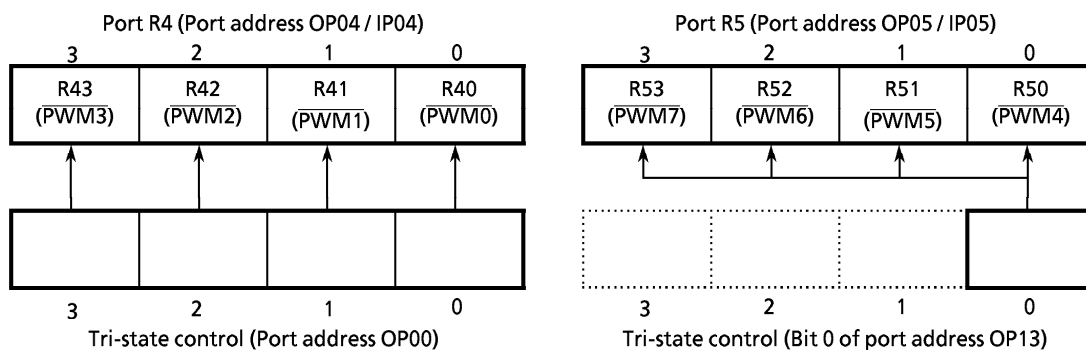 Port R4 (Port address OP04 / IP04)
3 2 1 0
R43 R42 R41 R40
(PWM3) (PWM2) (PWM1) (PWM0)
3 2 1 0
Tri-state control (Port address OP00)
Port R5 (Port address OP05 / IP05)
3 2 1 0
R53 R52 R51 R50
(PWM7) (PWM6) (PWM5) (PWM4)
3 2 1 0
Tri-state control (Bit 0 of port address OP13)